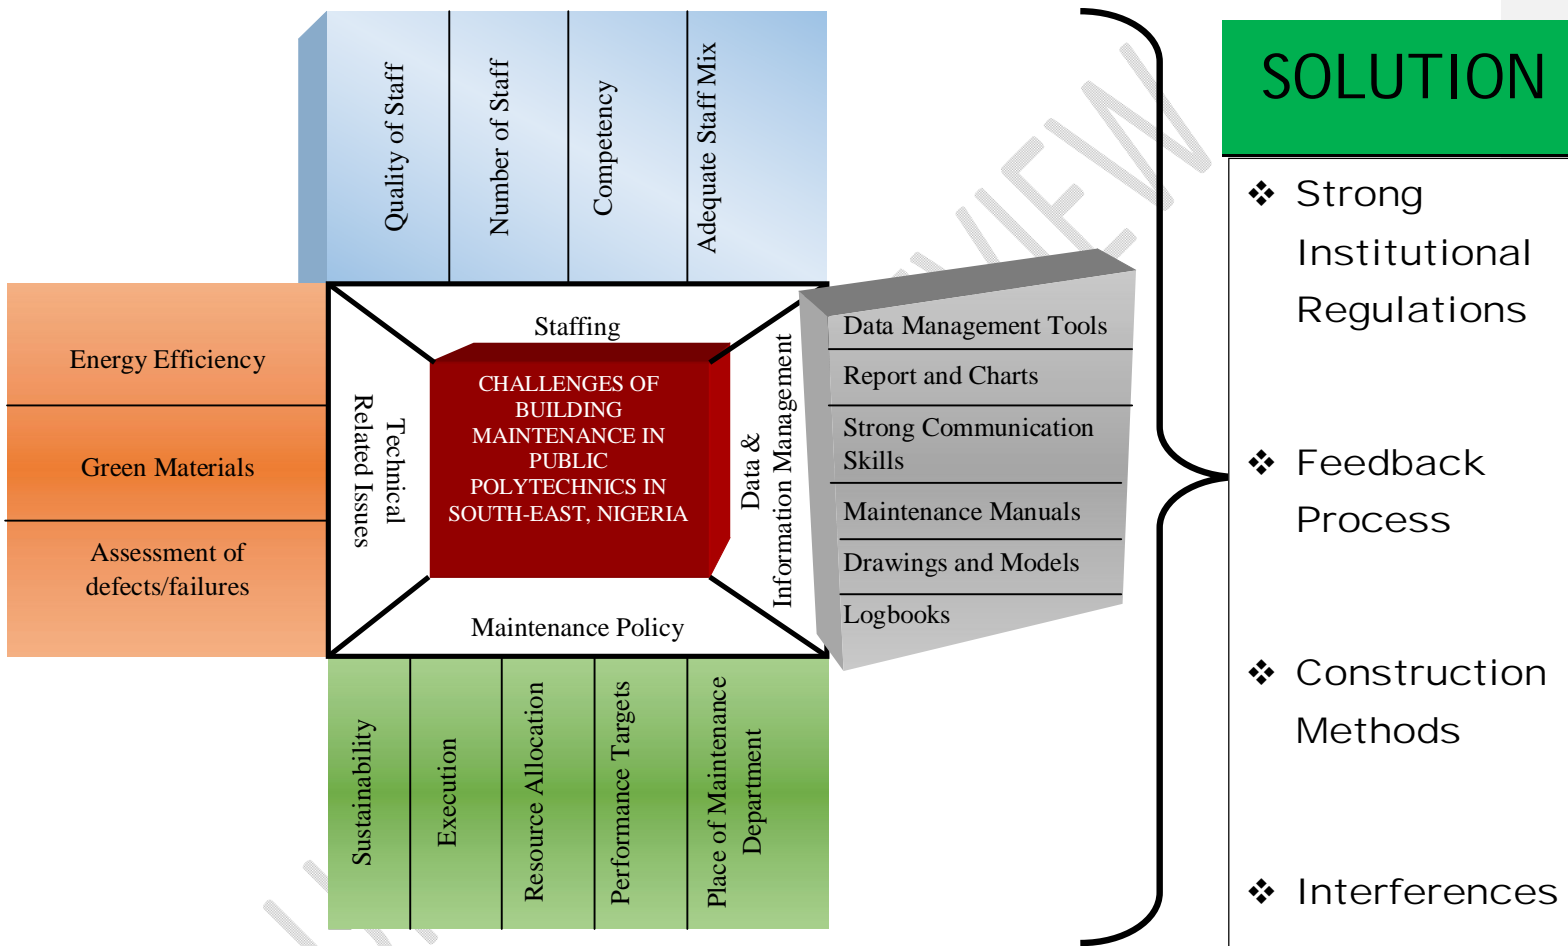 Quality of Staff
Number of Staff
Competency
Adequate Staff Mix
SOLUTION
Staffing
Energy Efficiency
Green Materials
Assessment of
defects/failures
Technical
Related Issues
CHALLENGES OF
BUILDING
MAINTENANCE IN
PUBLIC
POLYTECHNICS IN
SOUTH-EAST, NIGERIA
Data &
Information Management
Data Management Tools
Report and Charts
Strong Communication
Skills
Maintenance Manuals
Drawings and Models
Logbooks
Maintenance Policy
Sustainability
Execution
Resource Allocation
Performance Targets
Place of Maintenance
Department
❖ Strong
Institutional
Regulations
❖ Feedback
Process
❖ Construction
Methods
❖ Interferences